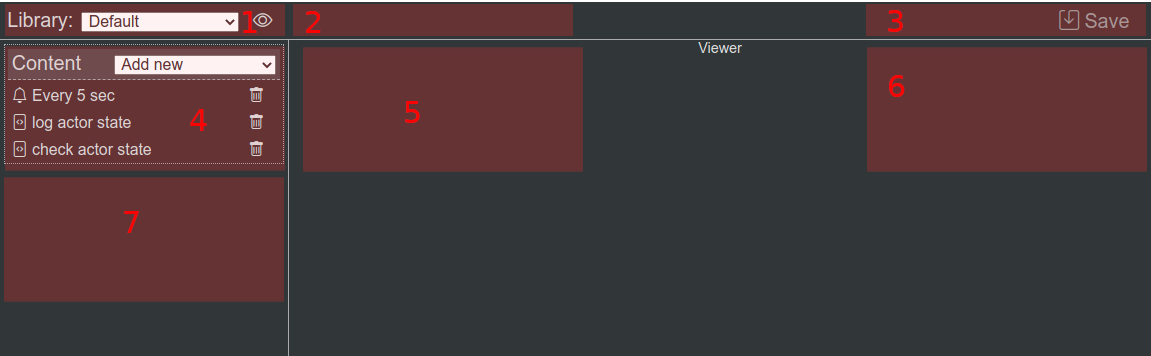 Library: Default 1 2 3 Save
Viewer
Content Add new
Every 5 sec
log actor state
check actor state
4
5
6
7